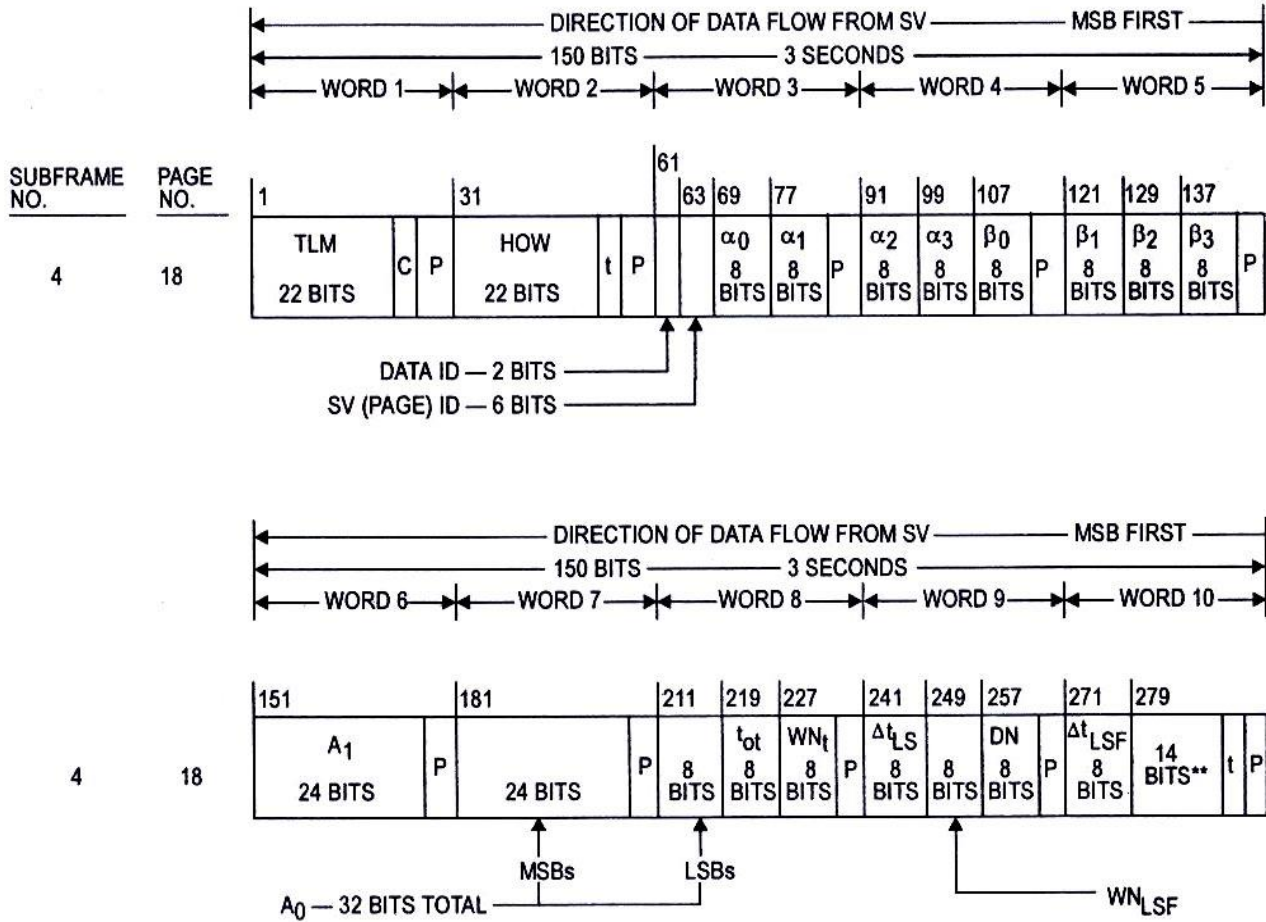 DIRECTION OF DATA FLOW FROM SV MSB FIRST
150 BITS 3 SECONDS
WORD 1 WORD 2 WORD 3 WORD 4 WORD 5
SUBFRAME NO. PAGE NO.
1 31 61 63 69 77 91 99 107 121 129 137
4 18
TLM 22 BITS C P HOW 22 BITS t P α0 8 BITS α1 8 BITS P α2 8 BITS α3 8 BITS β0 8 BITS P β1 8 BITS β2 8 BITS β3 8 BITS P
DATA ID — 2 BITS
SV (PAGE) ID — 6 BITS
DIRECTION OF DATA FLOW FROM SV MSB FIRST
150 BITS 3 SECONDS
WORD 6 WORD 7 WORD 8 WORD 9 WORD 10
151 181 211 219 227 241 249 257 271 279
4 18
A1 24 BITS P 24 BITS P 8 BITS tot 8 BITS WNt 8 BITS P ΔtLS 8 BITS 8 BITS DN 8 BITS P ΔtLSF 8 BITS 14 BITS** t P
MSBs LSBs
A0 — 32 BITS TOTAL
WNLSF